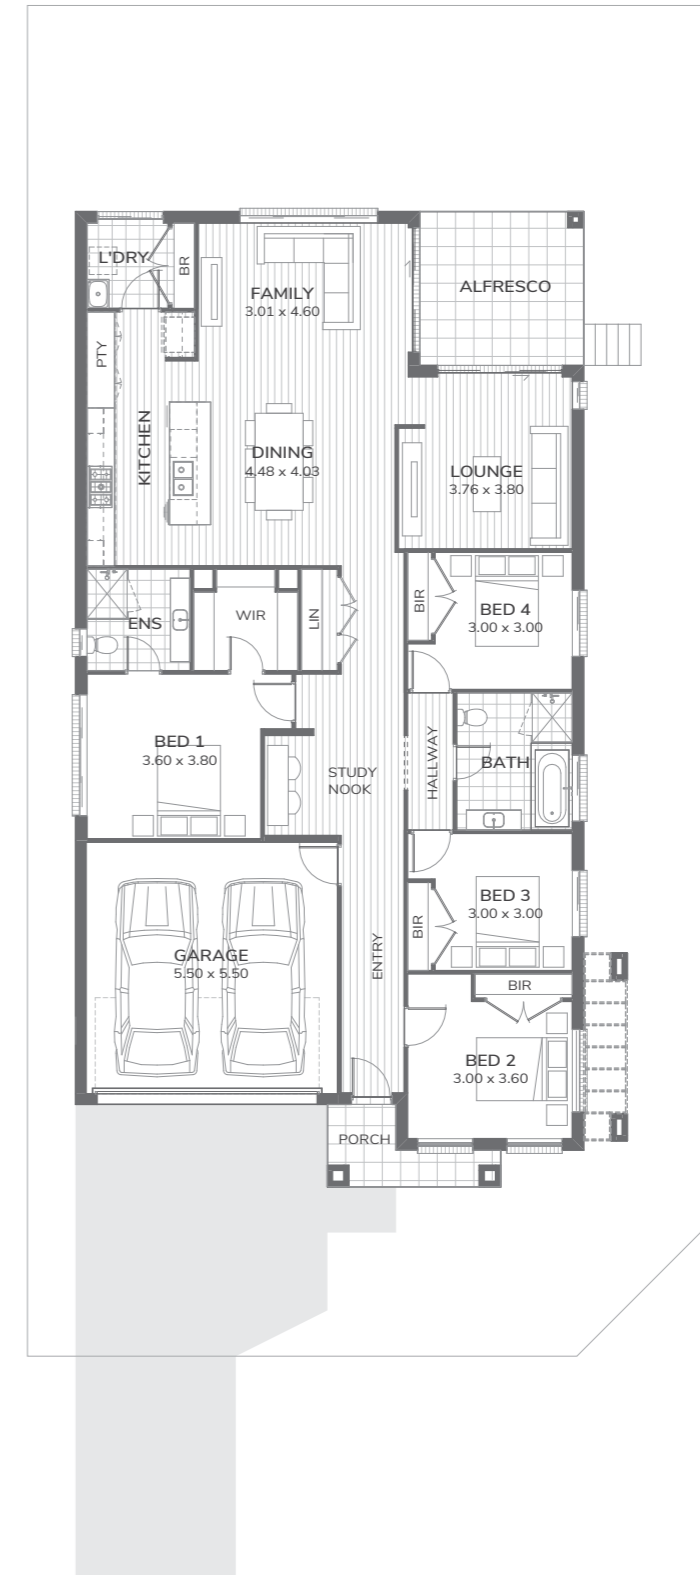 L'DRY
BR
FAMILY
3.01 x 4.60
ALFRESCO
PTY
KITCHEN
DINING
4.48 x 4.03
LOUNGE
3.76 x 3.80
ENS
WIR
LIN
BIR
BED 4
3.00 x 3.00
BED 1
3.60 x 3.80
STUDY
NOOK
HALLWAY
BATH
GARAGE
5.50 x 5.50
ENTRY
BIR
BED 3
3.00 x 3.00
BIR
BED 2
3.00 x 3.60
PORCH